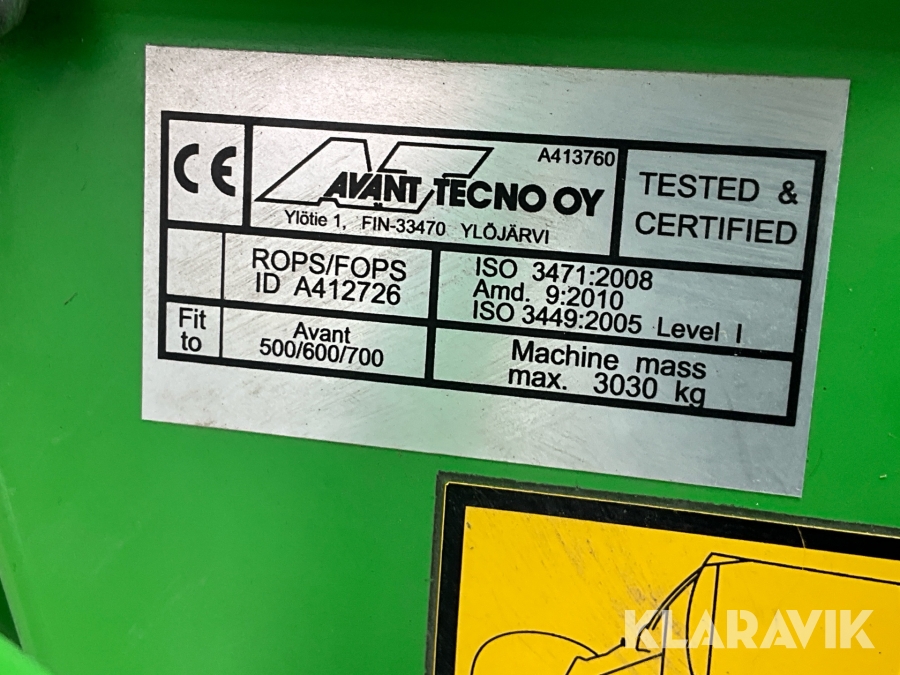 CE
A413760
AVANT TECNO OY
Ylötie 1, FIN-33470 YLÖJÄRVI
TESTED &
CERTIFIED
ROPS/FOPS
ID A412726
ISO 3471:2008
Amd. 9:2010
ISO 3449:2005 Level I
Fit
to
Avant
500/600/700
Machine mass
max. 3030 kg
KLARAVIK